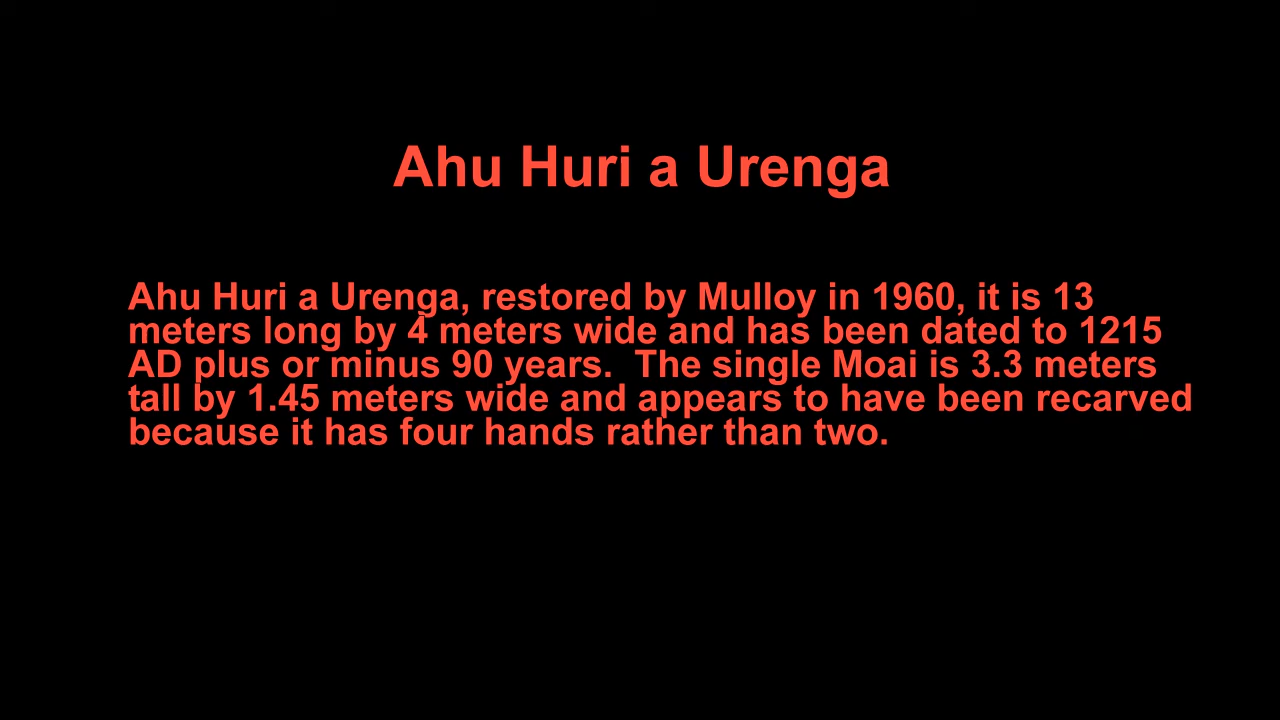 Ahu Huri a Urenga
Ahu Huri a Urenga, restored by Mulloy in 1960, it is 13
meters long by 4 meters wide and has been dated to 1215
AD plus or minus 90 years.  The single Moai is 3.3 meters
tall by 1.45 meters wide and appears to have been recarved
because it has four hands rather than two.